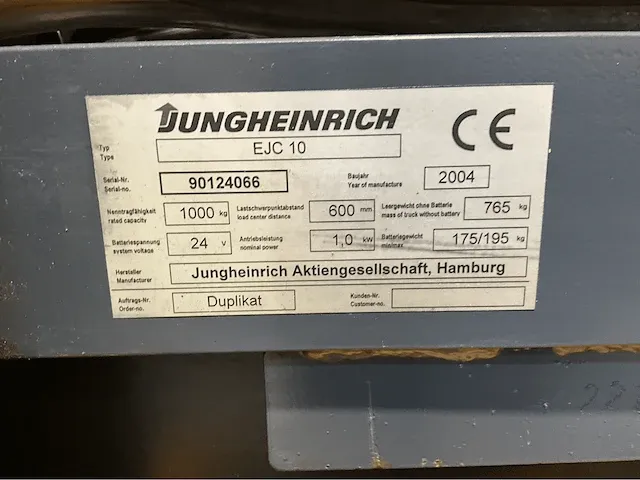 JUNGHEINRICH CE
Typ
Type EJC 10
Serial-Nr.
Serial-no. 90124066 Baujahr
Year of manufacture 2004
Nenntragfähigkeit
rated capacity 1000 kg Lastschwerpunktabstand
load center distance 600 mm Leergewicht ohne Batterie
mass of truck without battery 765 kg
Batteriespannung
system voltage 24 V Antriebsleistung
nominal power 1,0 kW Batteriegewicht
min/max 175/195 kg
Hersteller
Manufacturer Jungheinrich Aktiengesellschaft, Hamburg
Auftrags-Nr.
Order-no. Duplikat Kunden-Nr.
Customer-no.